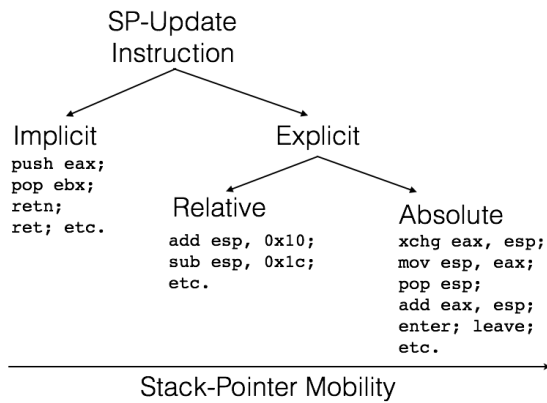 SP-Update
Instruction
Implicit
push eax;
pop ebx;
retn;
ret; etc.
Explicit
Relative
add esp, 0x10;
sub esp, 0x1c;
etc.
Absolute
xchg eax, esp;
mov esp, eax;
pop esp;
add eax, esp;
enter; leave;
etc.
Stack-Pointer Mobility